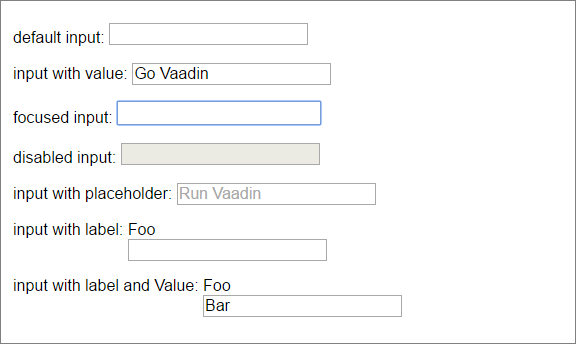 default input:
input with value: Go Vaadin
focused input:
disabled input:
input with placeholder: Run Vaadin
input with label: Foo
input with label and Value: Foo
Bar